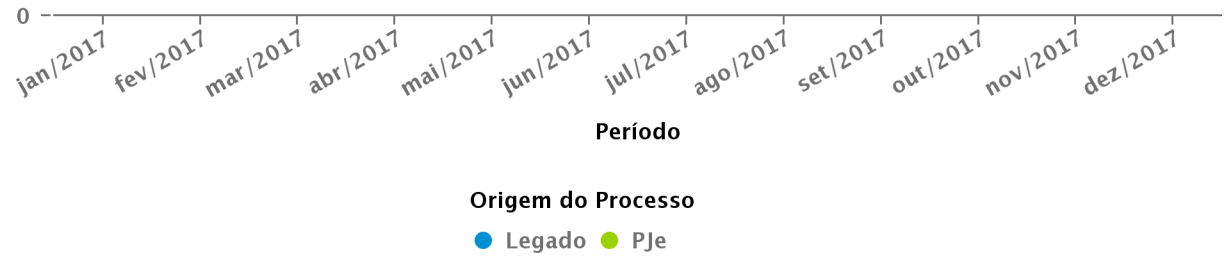 0
jan/2017 fev/2017 mar/2017 abr/2017 mai/2017 jun/2017 jul/2017 ago/2017 set/2017 out/2017 nov/2017 dez/2017
Período
Origem do Processo
Legado PJe